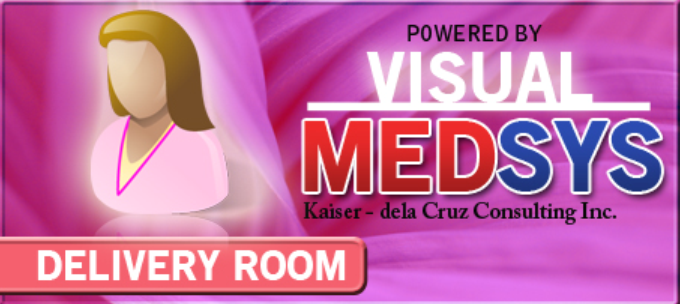 POWERED BY
VISUAL
MEDSYS
Kaiser - dela Cruz Consulting Inc.
DELIVERY ROOM